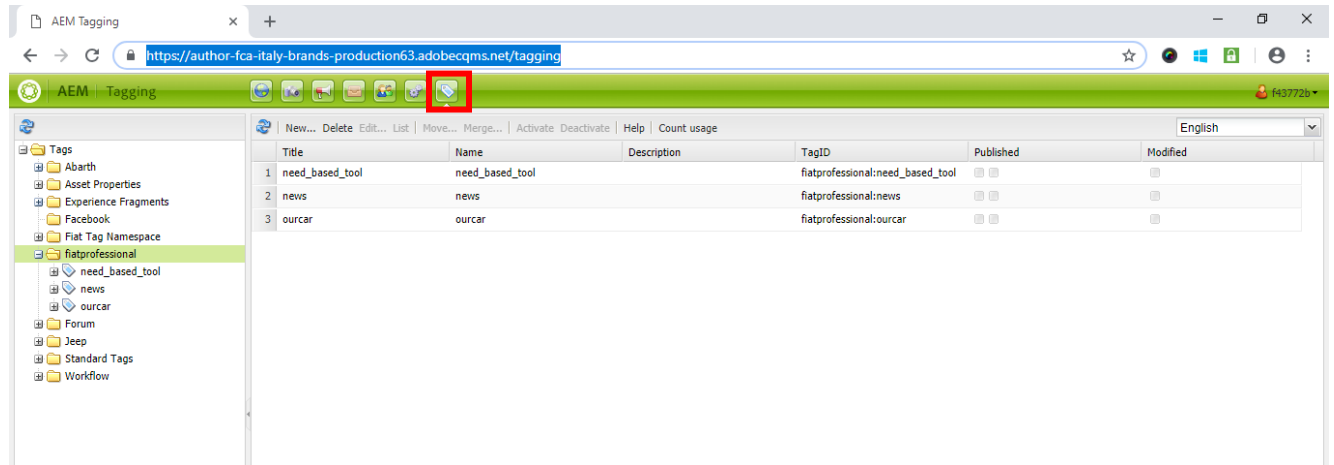 AEM Tagging
https://author-fca-italy-brands-production63.adobecqms.net/tagging
AEM Tagging
f43772b
New... Delete Edit... List Move... Merge... Activate Deactivate Help Count usage
English
Tags
Abarth
Asset Properties
Experience Fragments
Facebook
Fiat Tag Namespace
fiatprofessional
need_based_tool
news
ourcar
Forum
Jeep
Standard Tags
Workflow
Title Name Description TagID Published Modified
1 need_based_tool need_based_tool fiatprofessional:need_based_tool
2 news news fiatprofessional:news
3 ourcar ourcar fiatprofessional:ourcar